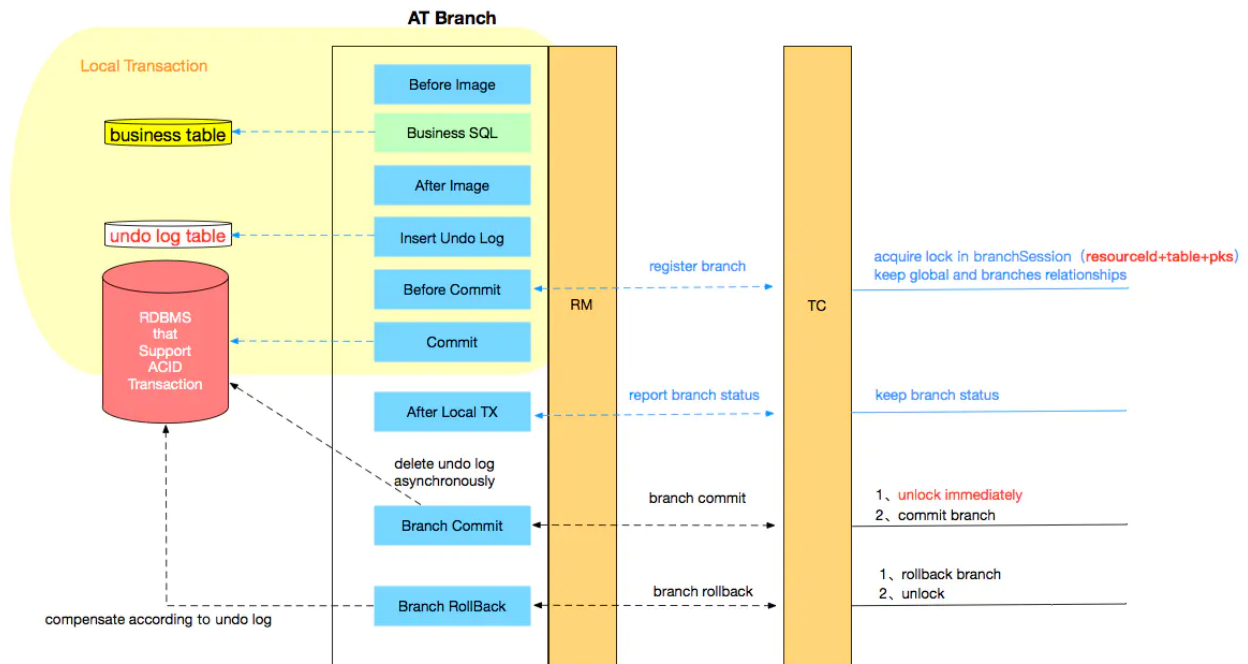 AT Branch
Local Transaction
Before Image
business table
Business SQL
After Image
undo log table
Insert Undo Log
register branch
acquire lock in branchSession（resourceId+table+pks）
keep global and branches relationships
Before Commit
RM
TC
RDBMS
that
Support
ACID
Transaction
Commit
After Local TX
report branch status
keep branch status
delete undo log
asynchronously
branch commit
1、unlock immediately
2、commit branch
Branch Commit
branch rollback
1、rollback branch
2、unlock
Branch RollBack
compensate according to undo log